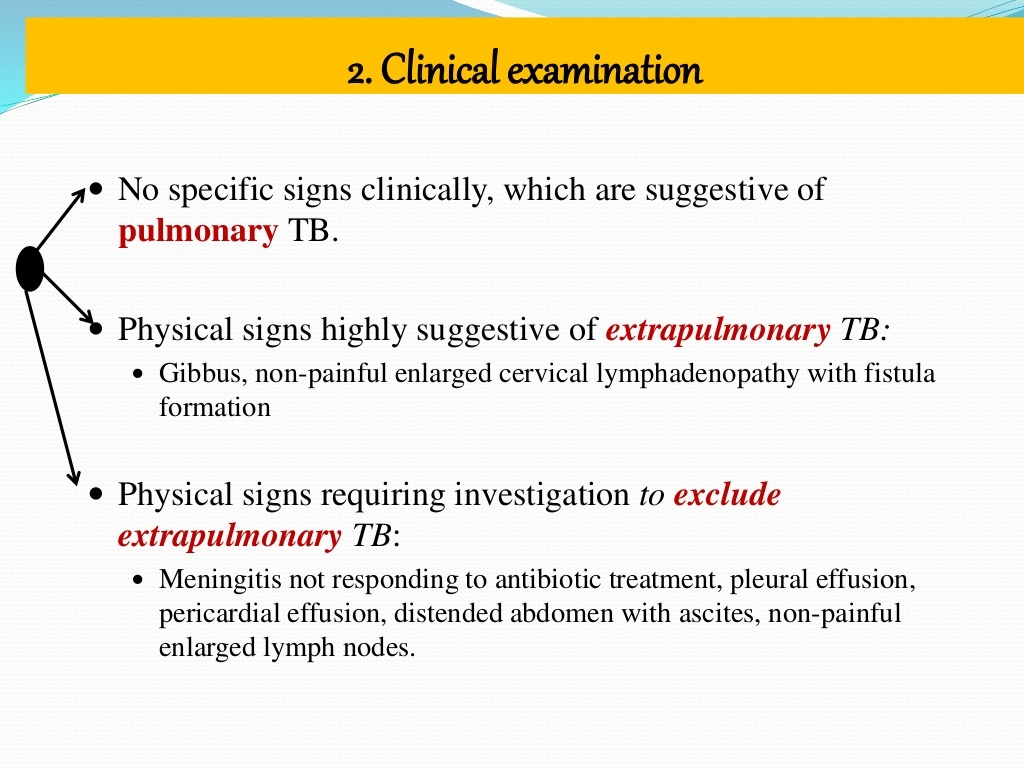 2. Clinical examination
• No specific signs clinically, which are suggestive of
pulmonary TB.
• Physical signs highly suggestive of extrapulmonary TB:
• Gibbus, non-painful enlarged cervical lymphadenopathy with fistula
formation
• Physical signs requiring investigation to exclude
extrapulmonary TB:
• Meningitis not responding to antibiotic treatment, pleural effusion,
pericardial effusion, distended abdomen with ascites, non-painful
enlarged lymph nodes.